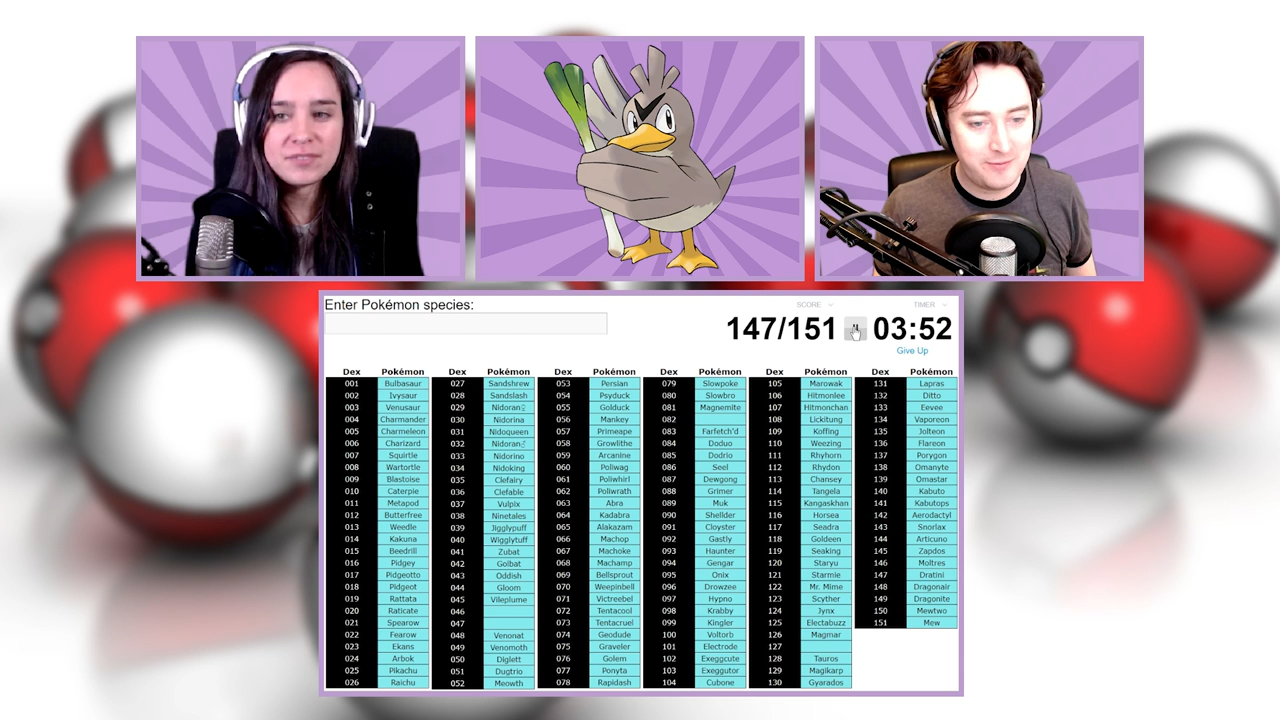 Enter Pokémon species:
SCORE
TIMER
147/151
03:52
Give Up
Dex Pokémon Dex Pokémon Dex Pokémon Dex Pokémon Dex Pokémon Dex Pokémon
001 Bulbasaur 027 Sandshrew 053 Persian 079 Slowpoke 105 Marowak 131 Lapras
002 Ivysaur 028 Sandslash 054 Psyduck 080 Slowbro 106 Hitmonlee 132 Ditto
003 Venusaur 029 Nidoran♀ 055 Golduck 081 Magnemite 107 Hitmonchan 133 Eevee
004 Charmander 030 Nidorina 056 Mankey 082 108 Lickitung 134 Vaporeon
005 Charmeleon 031 Nidoqueen 057 Primeape 083 Farfetch'd 109 Koffing 135 Jolteon
006 Charizard 032 Nidoran♂ 058 Growlithe 084 Doduo 110 Weezing 136 Flareon
007 Squirtle 033 Nidorino 059 Arcanine 085 Dodrio 111 Rhyhorn 137 Porygon
008 Wartortle 034 Nidoking 060 Poliwag 086 Seel 112 Rhydon 138 Omanyte
009 Blastoise 035 Clefairy 061 Poliwhirl 087 Dewgong 113 Chansey 139 Omastar
010 Caterpie 036 Clefable 062 Poliwrath 088 Grimer 114 Tangela 140 Kabuto
011 Metapod 037 Vulpix 063 Abra 089 Muk 115 Kangaskhan 141 Kabutops
012 Butterfree 038 Ninetales 064 Kadabra 090 Shellder 116 Horsea 142 Aerodactyl
013 Weedle 039 Jigglypuff 065 Alakazam 091 Cloyster 117 Seadra 143 Snorlax
014 Kakuna 040 Wigglytuff 066 Machop 092 Gastly 118 Goldeen 144 Articuno
015 Beedrill 041 Zubat 067 Machoke 093 Haunter 119 Seaking 145 Zapdos
016 Pidgey 042 Golbat 068 Machamp 094 Gengar 120 Staryu 146 Moltres
017 Pidgeotto 043 Oddish 069 Bellsprout 095 Onix 121 Starmie 147 Dratini
018 Pidgeot 044 Gloom 070 Weepinbell 096 Drowzee 122 Mr. Mime 148 Dragonair
019 Rattata 045 Vileplume 071 Victreebel 097 Hypno 123 Scyther 149 Dragonite
020 Raticate 046 072 Tentacool 098 Krabby 124 Jynx 150 Mewtwo
021 Spearow 047 073 Tentacruel 099 Kingler 125 Electabuzz 151 Mew
022 Fearow 048 Venonat 074 Geodude 100 Voltorb 126 Magmar
023 Ekans 049 Venomoth 075 Graveler 101 Electrode 127
024 Arbok 050 Diglett 076 Golem 102 Exeggcute 128 Tauros
025 Pikachu 051 Dugtrio 077 Ponyta 103 Exeggutor 129 Magikarp
026 Raichu 052 Meowth 078 Rapidash 104 Cubone 130 Gyarados